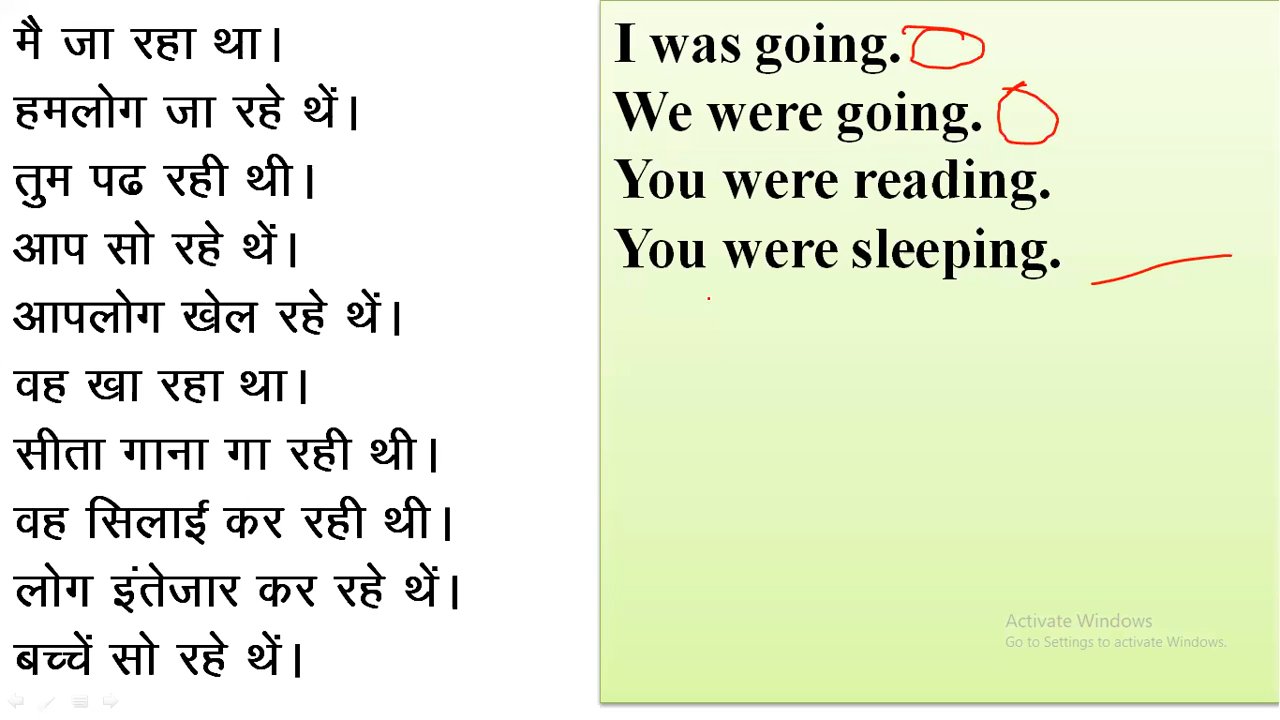 मै जा रहा था।
हमलोग जा रहे थें।
तुम पढ रही थी।
आप सो रहे थें।
आपलोग खेल रहे थें।
वह खा रहा था।
सीता गाना गा रही थी।
वह सिलाई कर रही थी।
लोग इंतेजार कर रहे थें।
बच्चें सो रहे थें।
I was going.
We were going.
You were reading.
You were sleeping.
Activate Windows
Go to Settings to activate Windows.